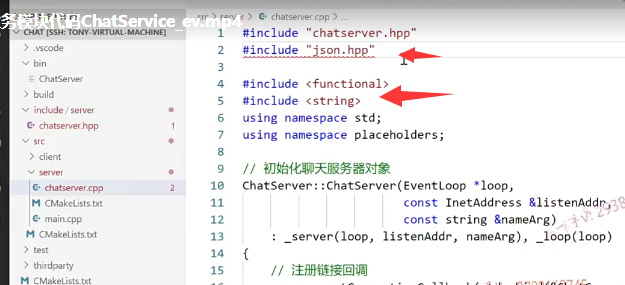 务模块代码ChatService_ev.mp4
CHAT [SSH: TONY-VIRTUAL-MACHINE]
.vscode
bin
ChatServer
build
include / server
chatserver.hpp 1
src
client
server
chatserver.cpp 2
CMakeLists.txt
main.cpp
CMakeLists.txt
test
thirdparty
CMakeLists.txt
src > server > chatserver.cpp > ...
1 #include "chatserver.hpp"
2 #include "json.hpp"
3
4 #include <functional>
5 #include <string>
6 using namespace std;
7 using namespace placeholders;
8
9 // 初始化聊天服务器对象
10 ChatServer::ChatServer(EventLoop *loop,
11 const InetAddress &listenAddr,
12 const string &nameArg)
13 : _server(loop, listenAddr, nameArg), _loop(loop)
14 {
15 // 注册链接回调
16